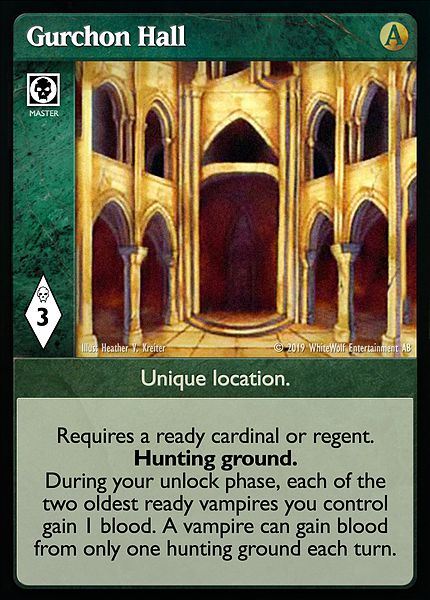 Gurchon Hall
A
MASTER
3
Illus: Heather V. Kreiter
© 2019 WhiteWolf Entertainment AB
Unique location.
Requires a ready cardinal or regent.
Hunting ground.
During your unlock phase, each of the
two oldest ready vampires you control
gain 1 blood. A vampire can gain blood
from only one hunting ground each turn.